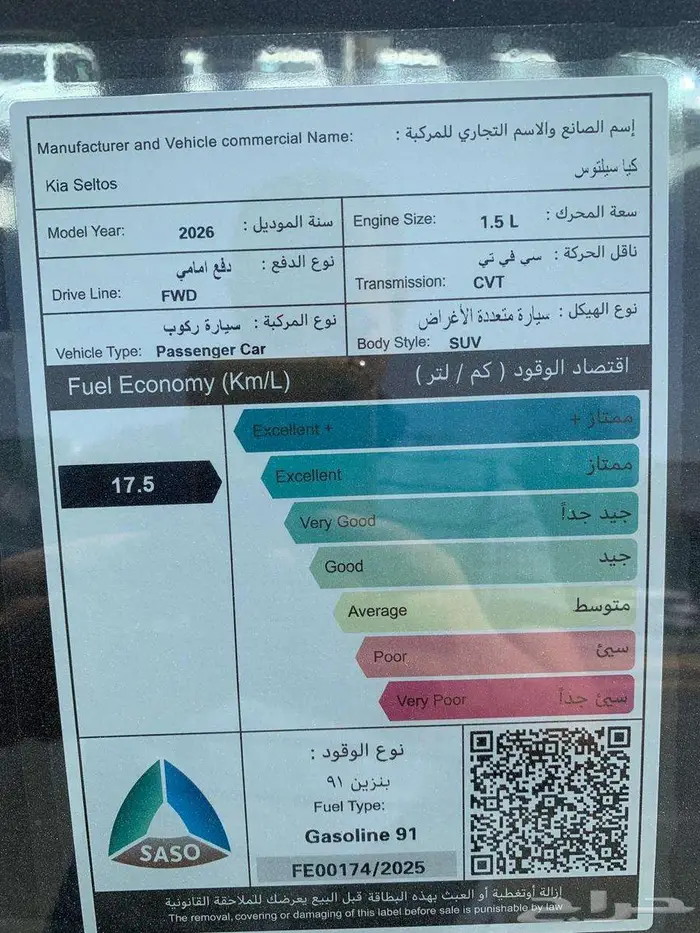 إسم الصانع والاسم التجاري للمركبة :
Manufacturer and Vehicle commercial Name:
كيا سيلتوس
Kia Seltos
Model Year: 2026 سنة الموديل :
Engine Size: 1.5 L سعة المحرك :
نوع الدفع : دفع امامي
Drive Line: FWD
ناقل الحركة : سي في تي
Transmission: CVT
نوع المركبة : سيارة ركوب
Vehicle Type: Passenger Car
نوع الهيكل : سيارة متعددة الأغراض
Body Style: SUV
Fuel Economy (Km/L) اقتصاد الوقود ( كم / لتر )
Excellent + ممتاز +
Excellent ممتاز
17.5
Very Good جيد جداً
Good جيد
Average متوسط
Poor سيئ
Very Poor سيئ جداً
نوع الوقود :
بنزين ٩١
Fuel Type:
Gasoline 91
SASO
FE00174/2025
إزالة أوتغطية أو العبث بهذه البطاقة قبل البيع يعرضك للملاحقة القانونية
The removal, covering or damaging of this label before sale is punishable by law
حراج